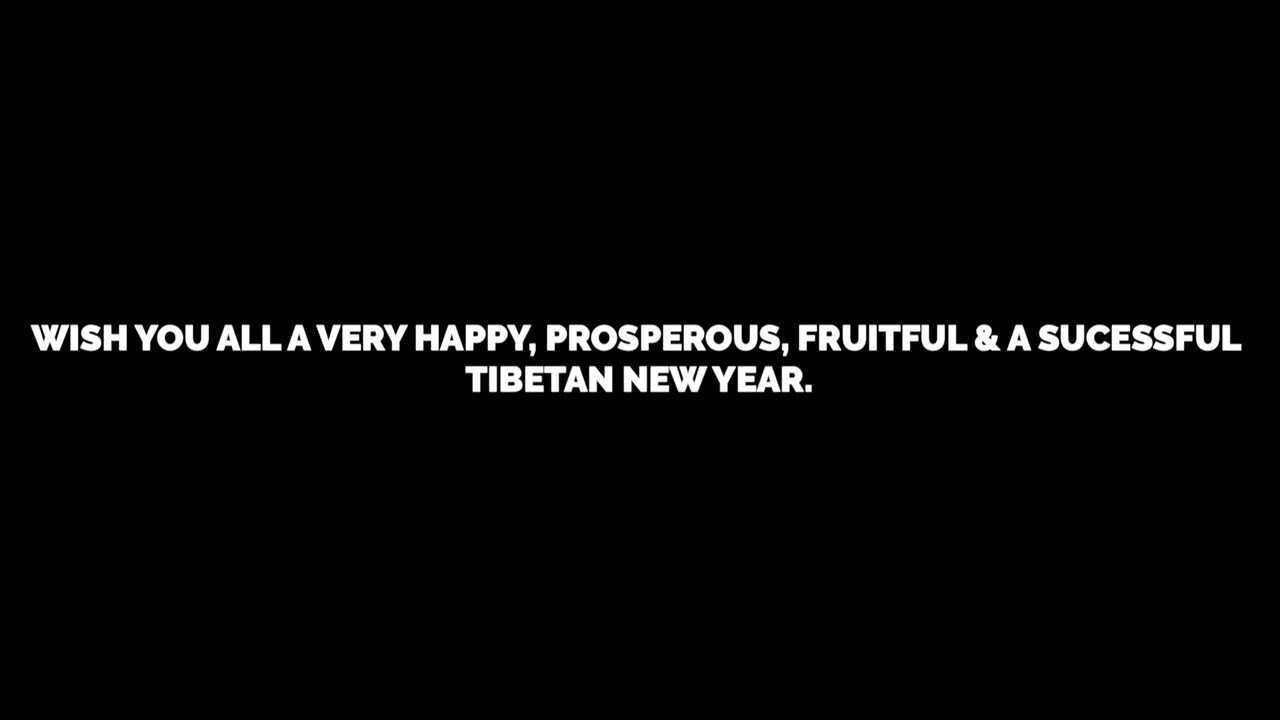 WISH YOU ALL A VERY HAPPY, PROSPEROUS, FRUITFUL & A SUCESSFUL
TIBETAN NEW YEAR.